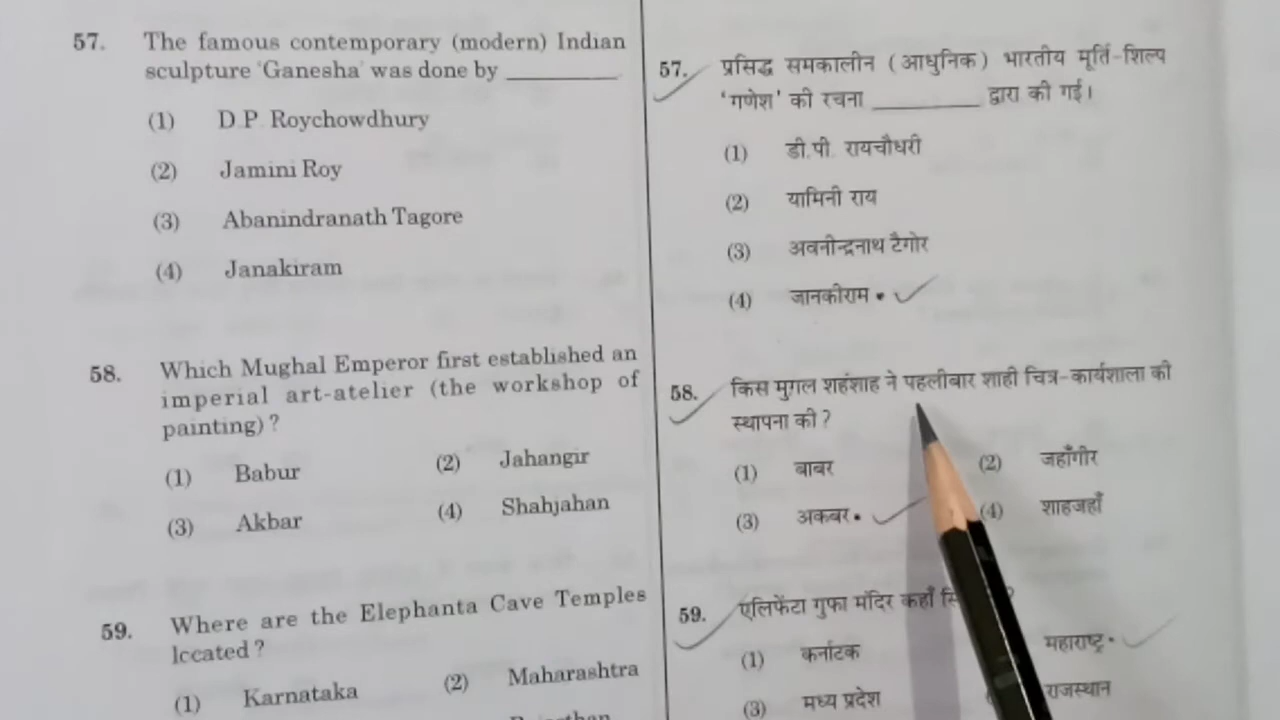 57. The famous contemporary (modern) Indian
sculpture 'Ganesha' was done by ________
(1) D.P. Roychowdhury
(2) Jamini Roy
(3) Abanindranath Tagore
(4) Janakiram
58. Which Mughal Emperor first established an
imperial art-atelier (the workshop of
painting) ?
(1) Babur (2) Jahangir
(3) Akbar (4) Shahjahan
59. Where are the Elephanta Cave Temples
lccated ?
(1) Karnataka (2) Maharashtra
57. प्रसिद्ध समकालीन ( आधुनिक ) भारतीय मूर्ति-शिल्प
'गणेश' की रचना ________ द्वारा की गई।
(1) डी.पी. रायचौधरी
(2) यामिनी राय
(3) अवनीन्द्रनाथ टैगोर
(4) जानकीराम
58. किस मुगल शहंशाह ने पहलीबार शाही चित्र-कार्यशाला की
स्थापना की ?
(1) बाबर (2) जहाँगीर
(3) अकबर (4) शाहजहाँ
59. एलिफेंटा गुफा मंदिर कहाँ
(1) कर्नाटक महाराष्ट्र
(3) मध्य प्रदेश राजस्थान